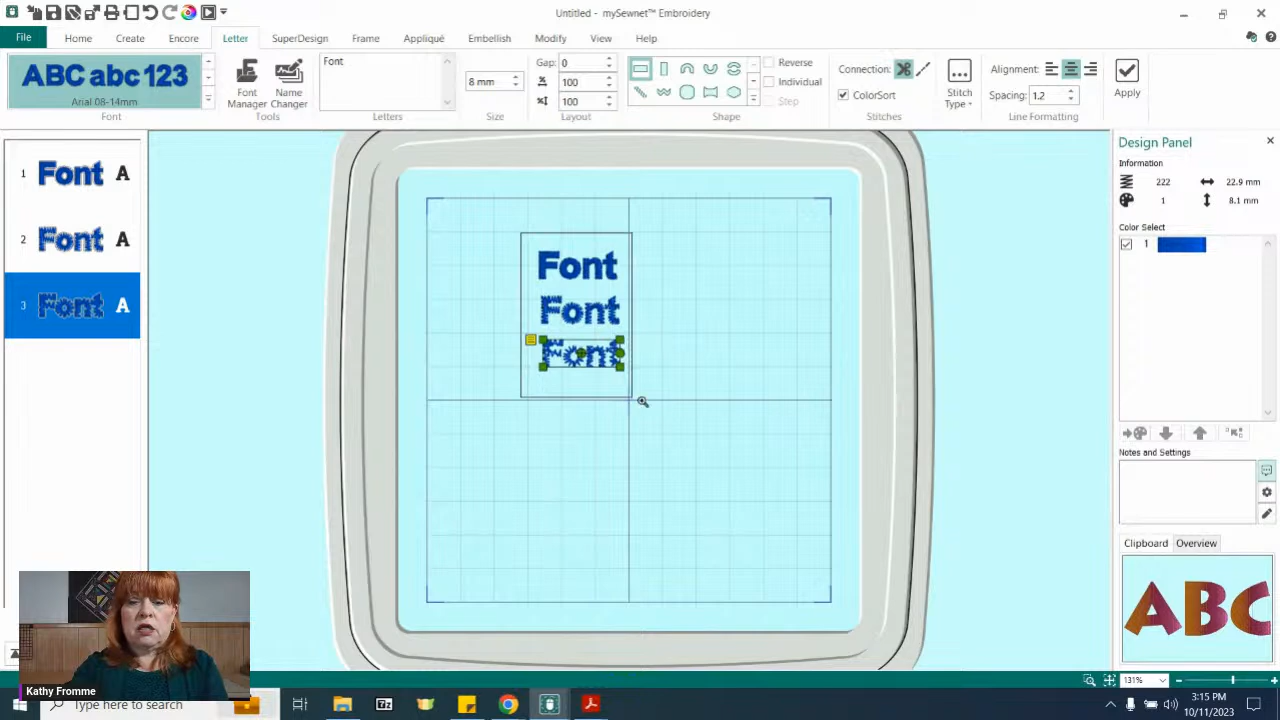 Untitled - mySewnet™ Embroidery
File Home Create Encore Letter SuperDesign Frame Appliqué Embellish Modify View Help
ABC abc 123
Arial 08-14mm
Font
Font Manager
Name Changer
Tools
Font
Letters
8 mm
Size
Gap: 0
100
100
Layout
Reverse
Individual
Step
Shape
Connection:
ColorSort
Stitch Type
Stitches
Alignment:
Spacing: 1.2
Line Formatting
Apply
1 Font A
2 Font A
3 Font A
Font
Font
Font
Design Panel
Information
222 22.9 mm
1 8.1 mm
Color Select
1
Notes and Settings
Clipboard Overview
ABC
Kathy Fromme
131%
Type here to search
3:15 PM
10/11/2023